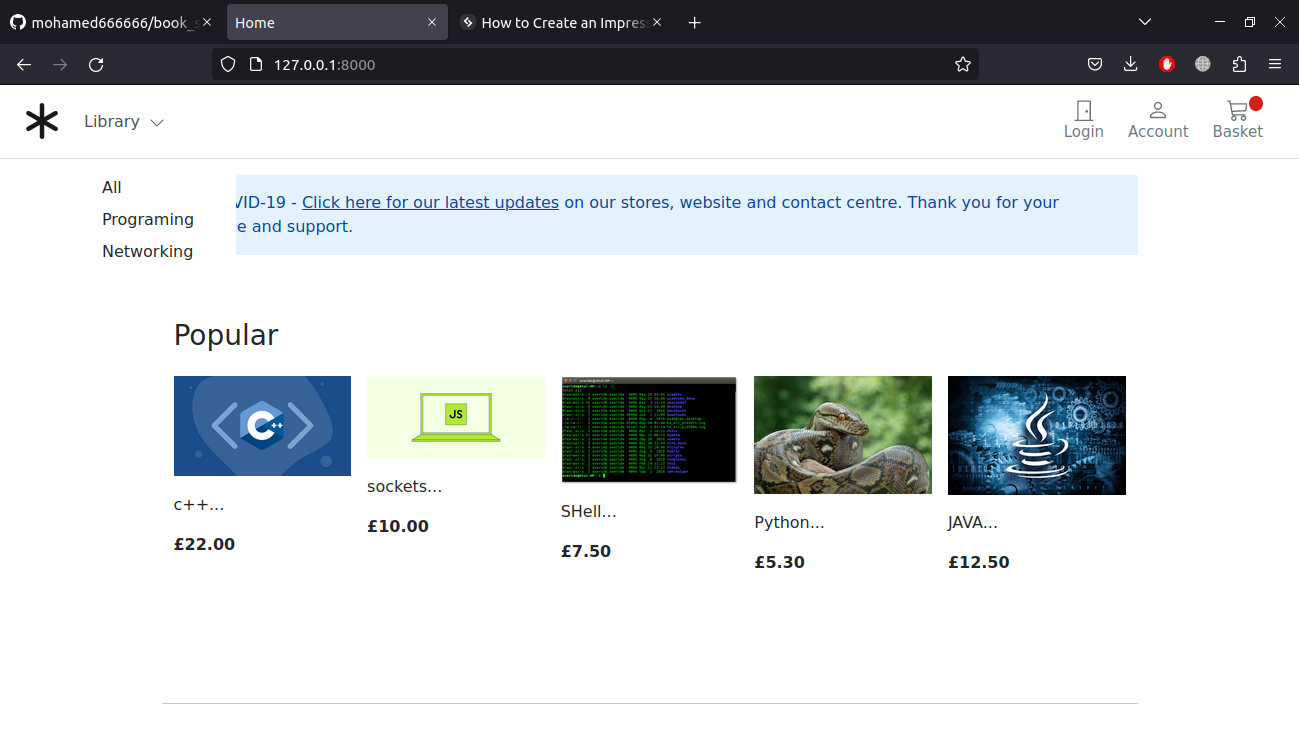 mohamed666666/book_s
Home
How to Create an Impress
127.0.0.1:8000
Library
Login
Account
Basket
All
Programing
Networking
VID-19 - Click here for our latest updates on our stores, website and contact centre. Thank you for your
e and support.
Popular
C++
JS
c++...
£22.00
sockets...
£10.00
SHell...
£7.50
Python...
£5.30
JAVA...
£12.50